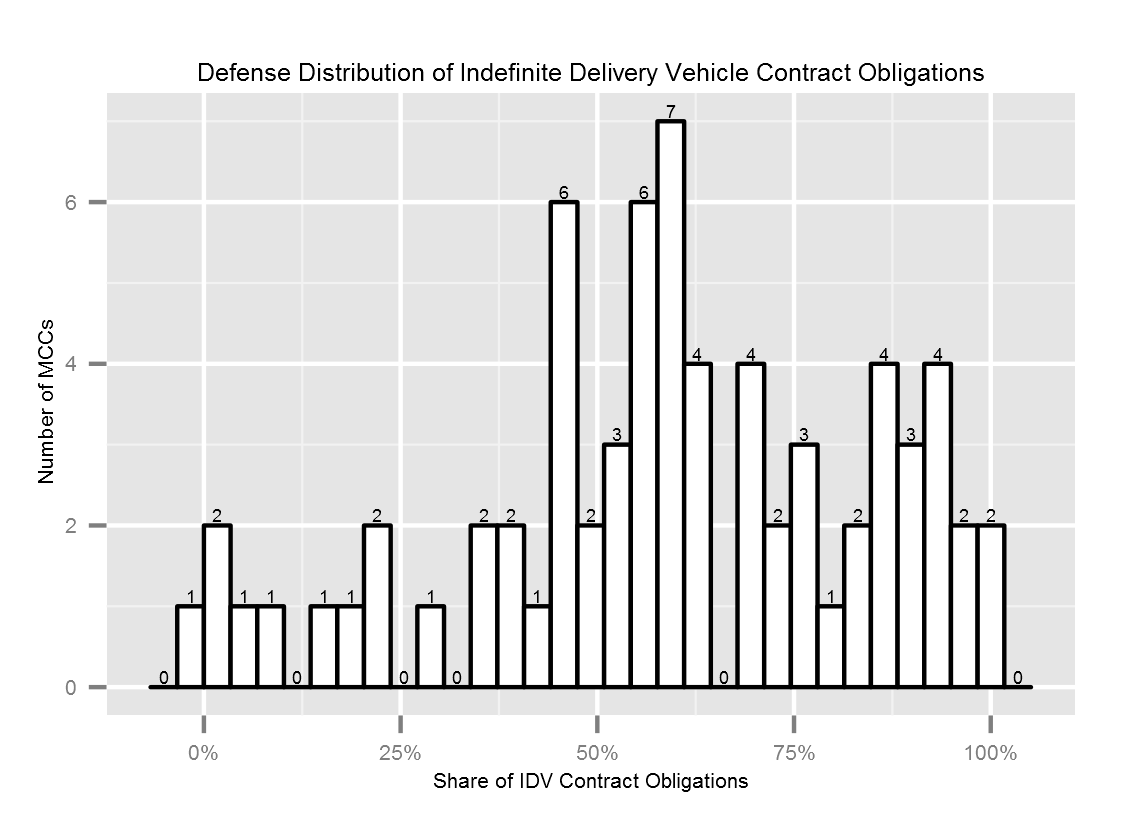 Defense Distribution of Indefinite Delivery Vehicle Contract Obligations
7
6 6
6
4 4 4 4
4
3 3 3
2 2 2 2 2 2 2 2 2
2
1 1 1 1 1 1 1 1
0 0 0 0 0 0
0
0% 25% 50% 75% 100%
Share of IDV Contract Obligations
Number of MCCs